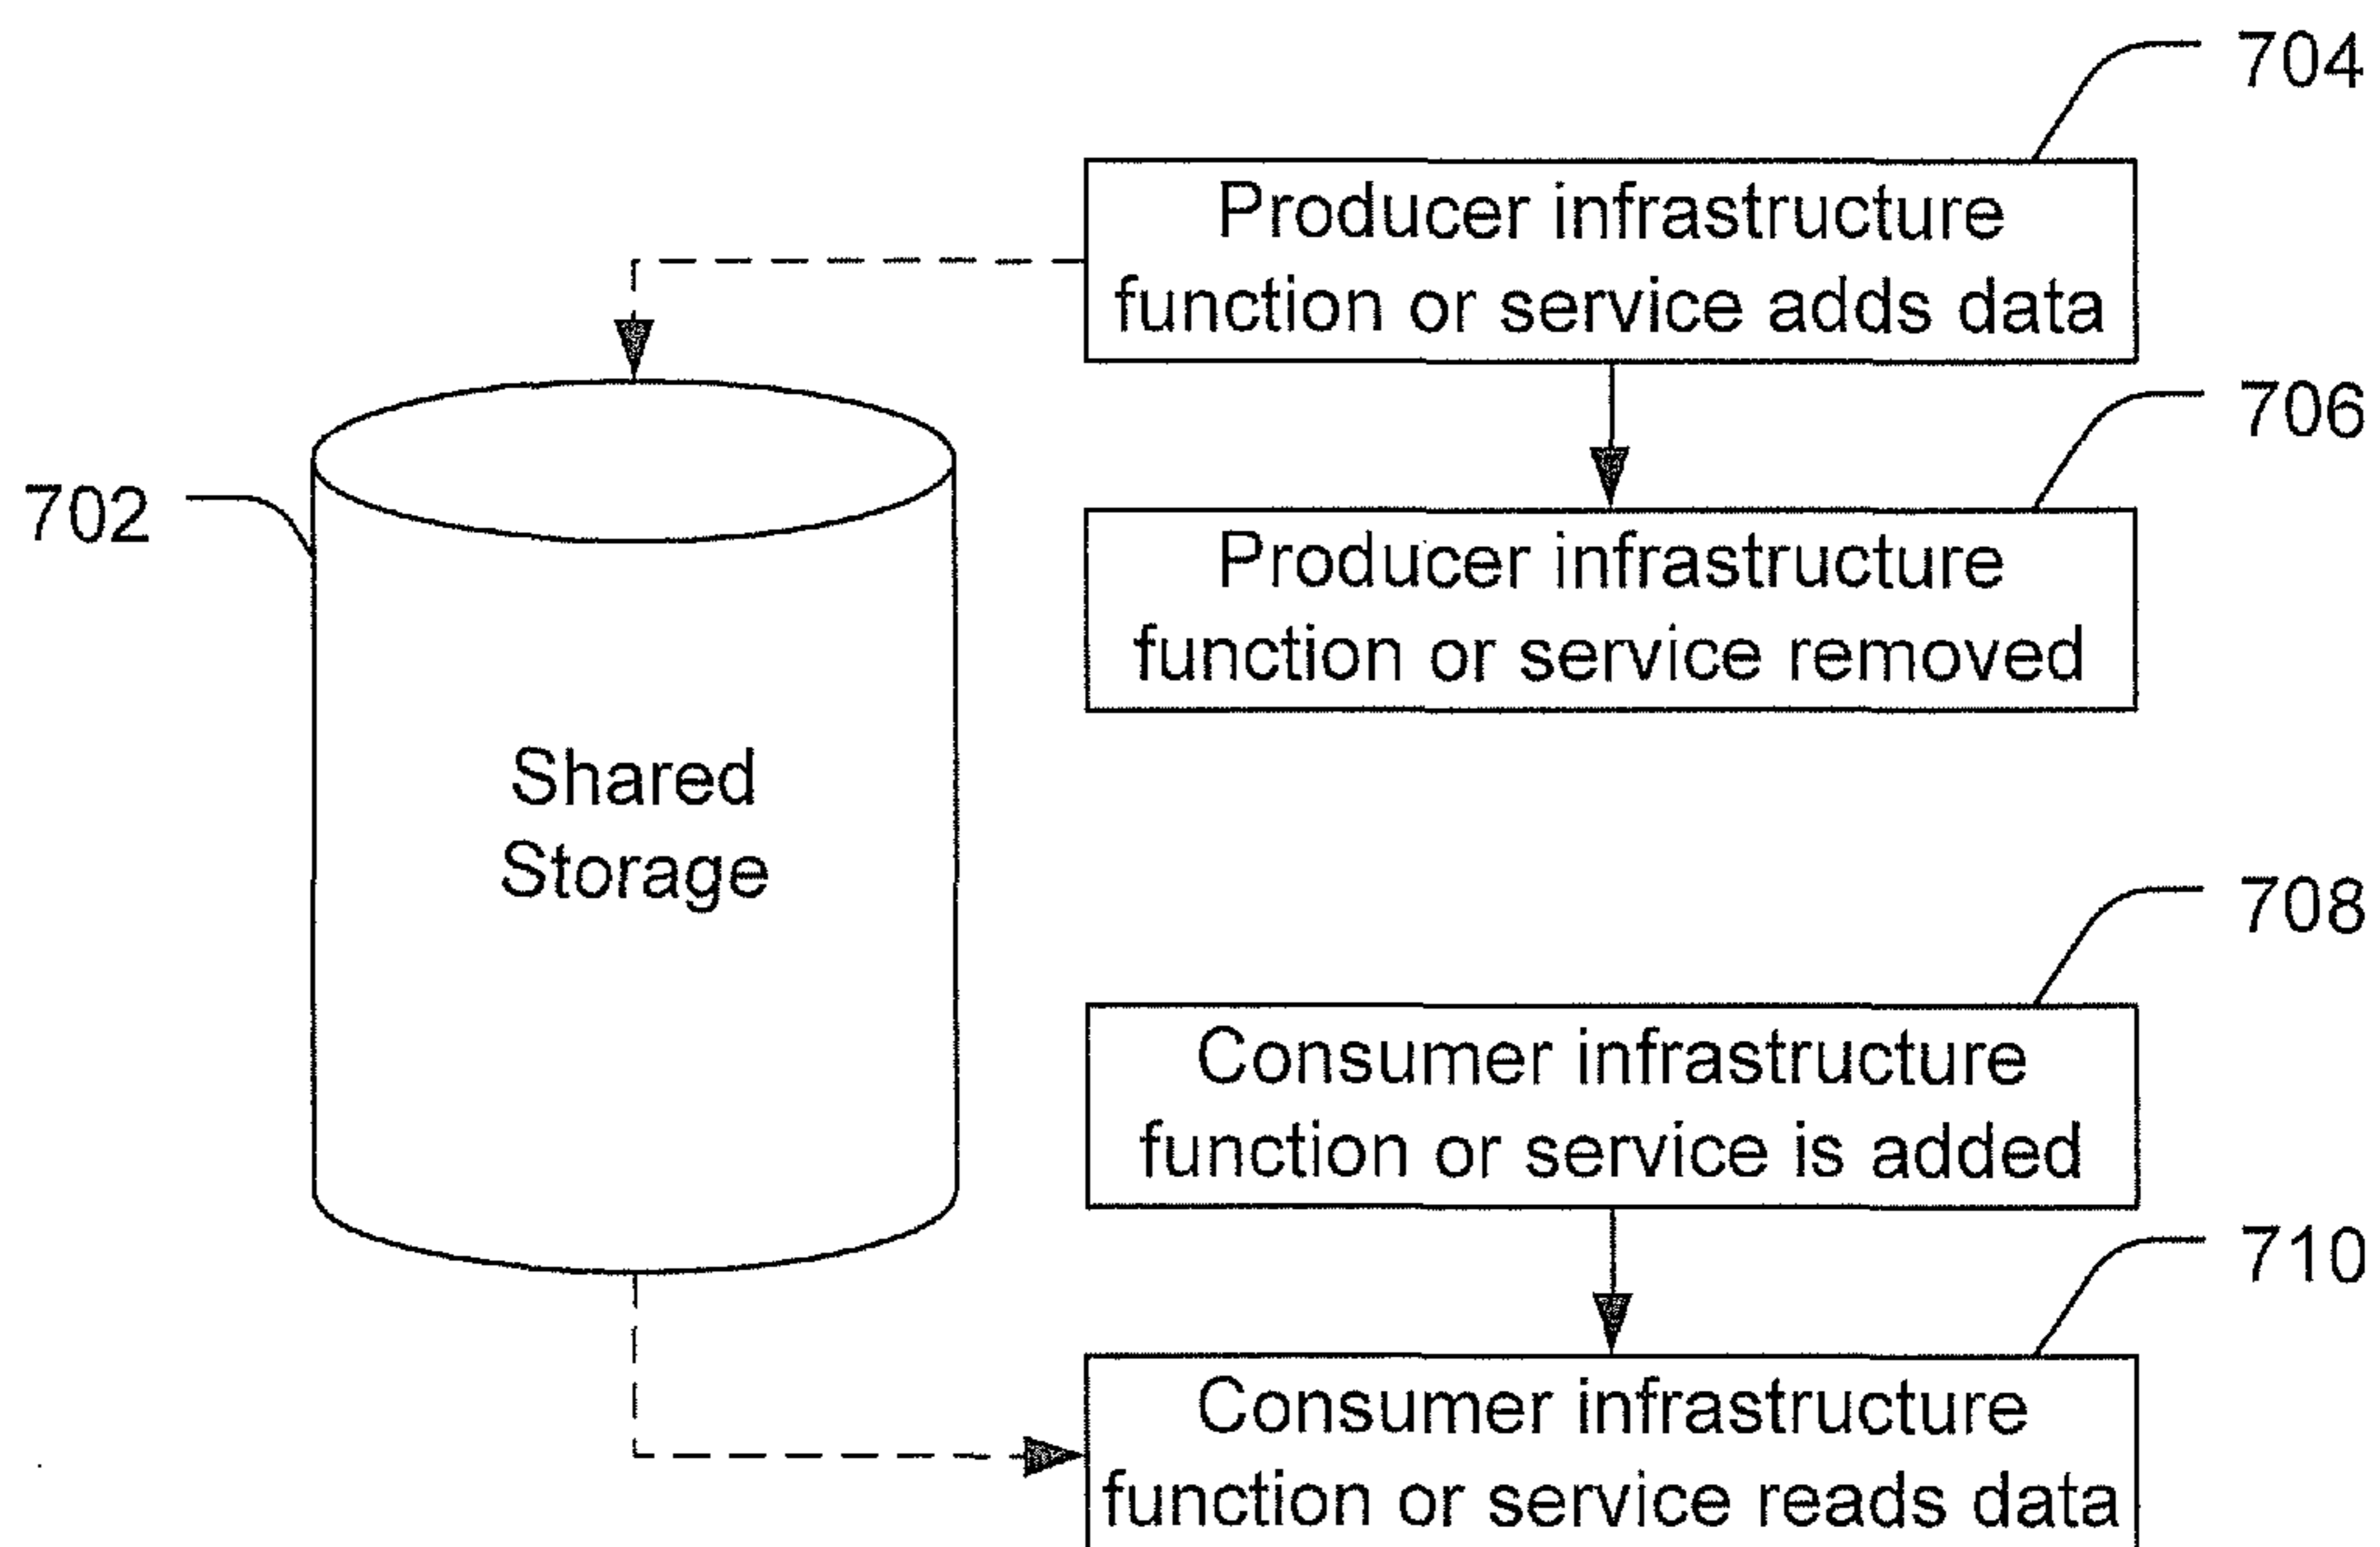 704
Producer infrastructure
function or service adds data
706
702
Producer infrastructure
function or service removed
Shared
Storage
708
Consumer infrastructure
function or service is added
710
Consumer infrastructure
function or service reads data